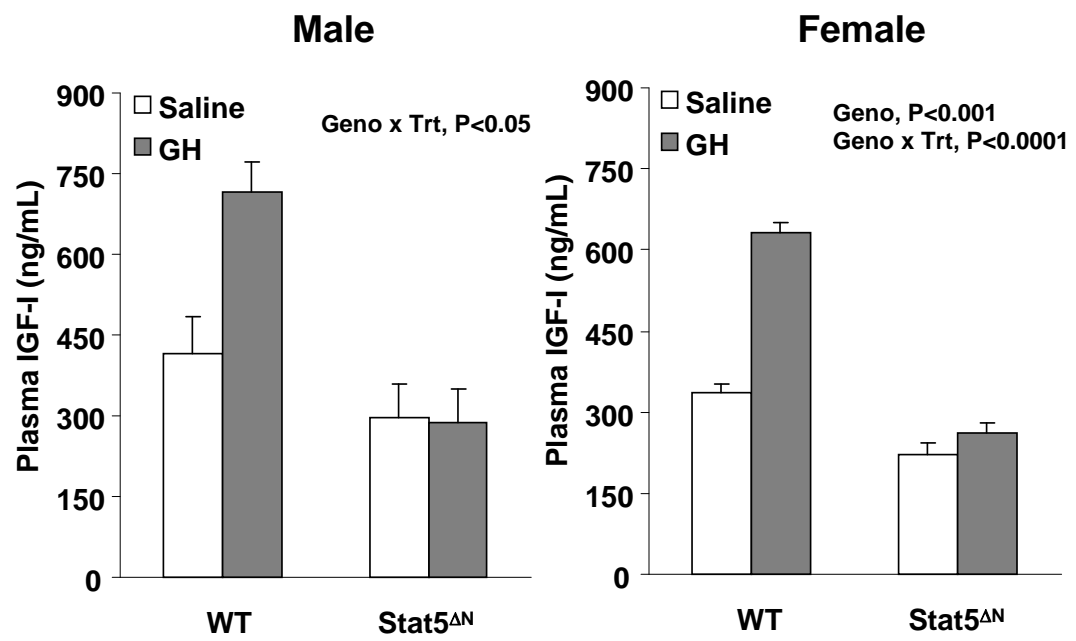 Male
Saline
GH
Geno x Trt, P<0.05
Plasma IGF-I (ng/mL)
900
750
600
450
300
150
0
WT
Stat5ΔN
Female
Saline
GH
Geno, P<0.001
Geno x Trt, P<0.0001
Plasma IGF-I (ng/mL)
900
750
600
450
300
150
0
WT
Stat5ΔN